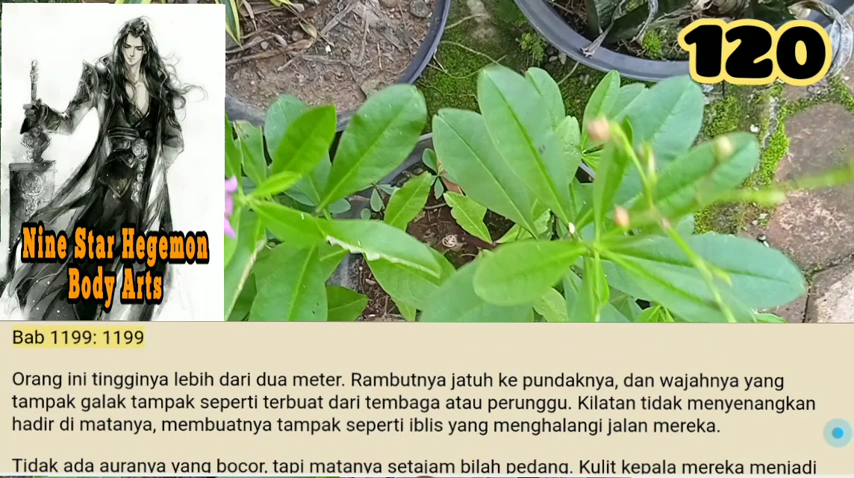 120
Nine Star Hegemon
Body Arts
Bab 1199: 1199
Orang ini tingginya lebih dari dua meter. Rambutnya jatuh ke pundaknya, dan wajahnya yang
tampak galak tampak seperti terbuat dari tembaga atau perunggu. Kilatan tidak menyenangkan
hadir di matanya, membuatnya tampak seperti iblis yang menghalangi jalan mereka.
Tidak ada auranya yang bocor, tapi matanya setajam bilah pedang. Kulit kepala mereka menjadi